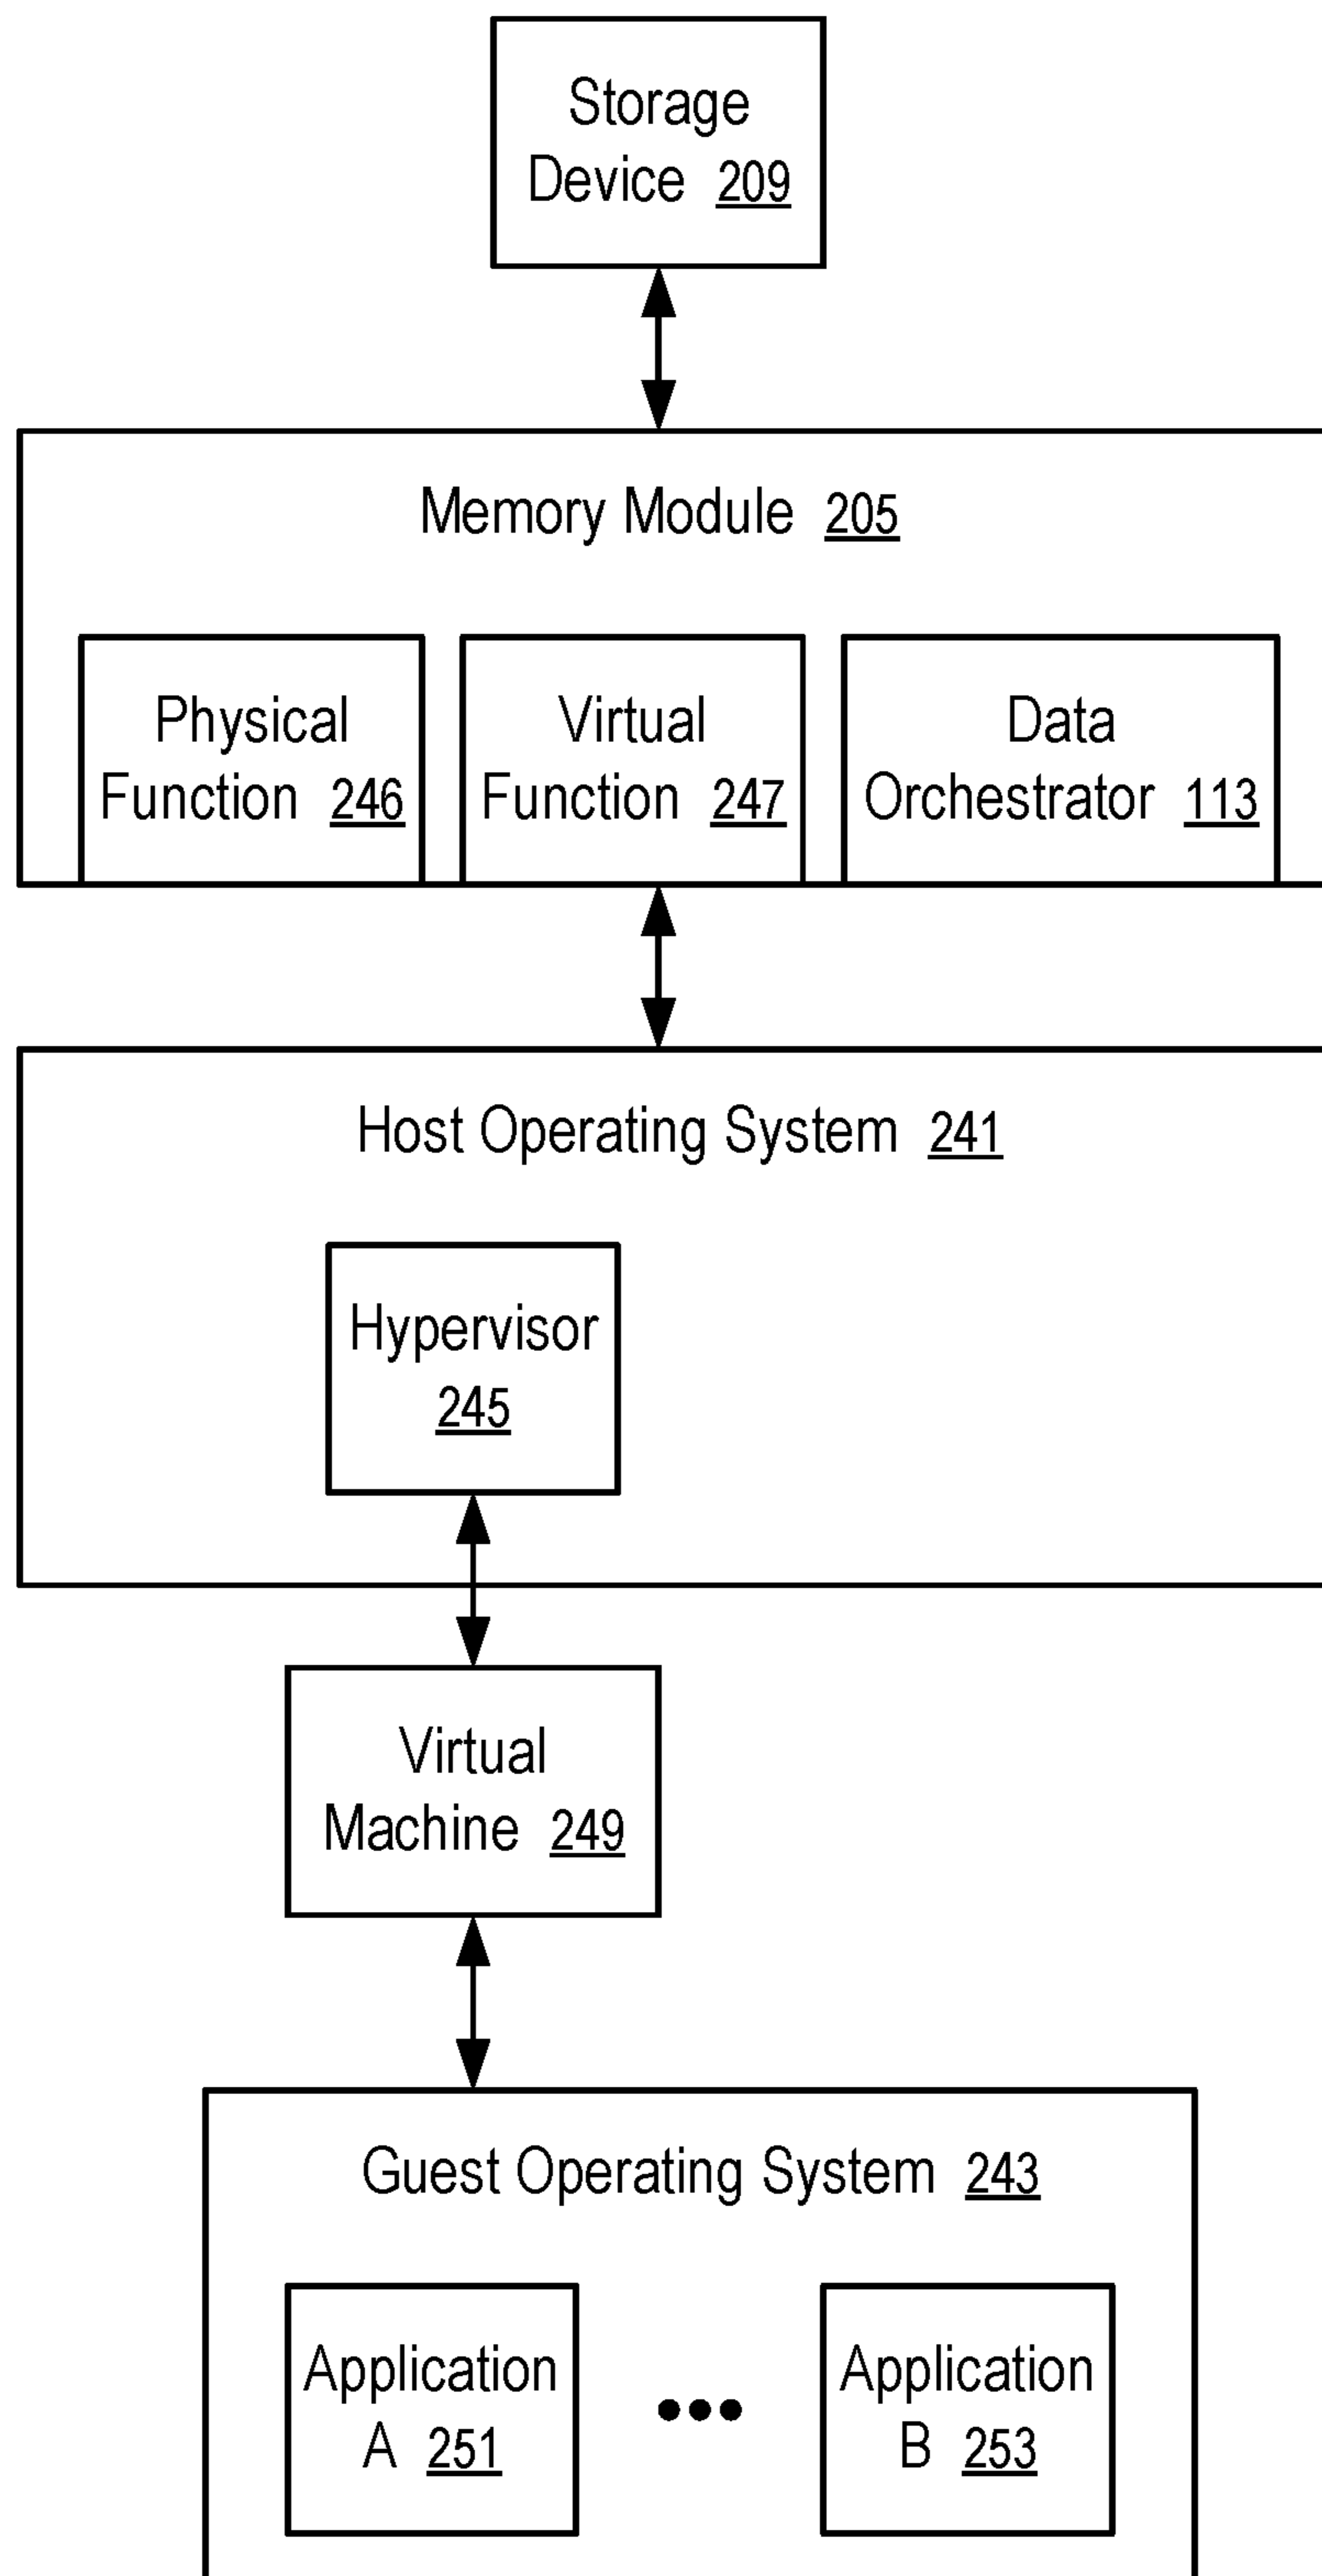 Storage
Device 209
Memory Module 205
Physical
Function 246
Virtual
Function 247
Data
Orchestrator 113
Host Operating System 241
Hypervisor
245
Virtual
Machine 249
Guest Operating System 243
Application
A 251
Application
B 253